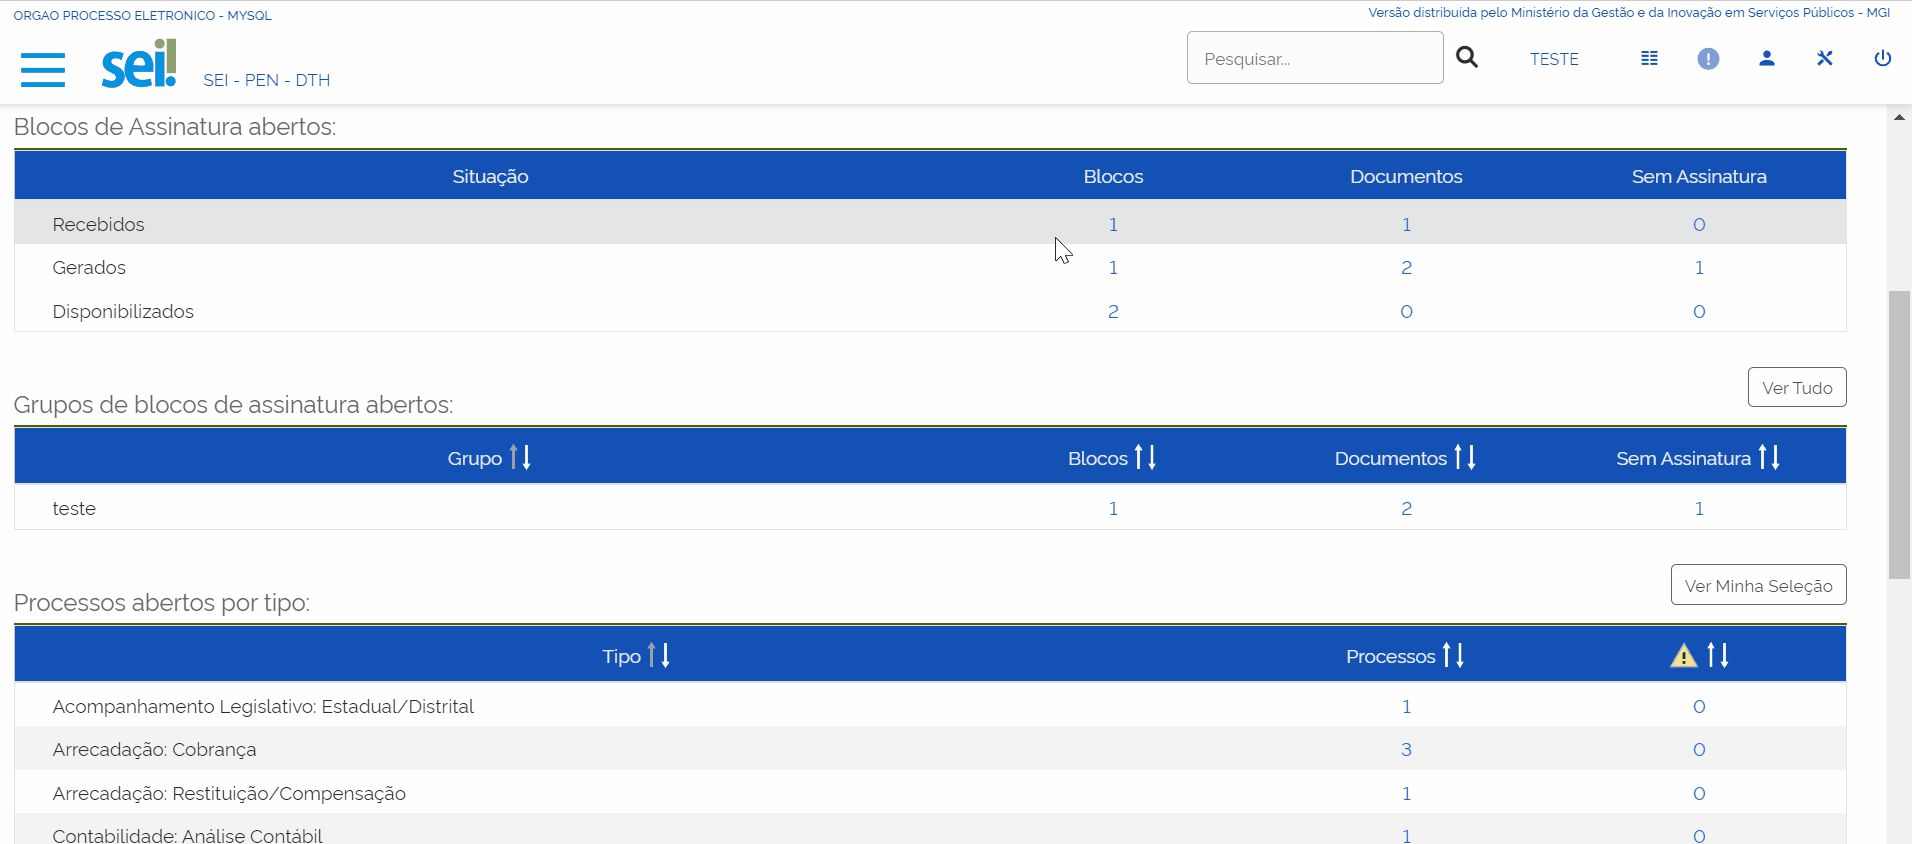 ORGAO PROCESSO ELETRONICO - MYSQL
Versão distribuída pelo Ministério da Gestão e da Inovação em Serviços Públicos - MGI
sei!
SEI - PEN - DTH
Pesquisar...
TESTE
Blocos de Assinatura abertos:
Situação Blocos Documentos Sem Assinatura
Recebidos 1 1 0
Gerados 1 2 1
Disponibilizados 2 0 0
Ver Tudo
Grupos de blocos de assinatura abertos:
Grupo Blocos Documentos Sem Assinatura
teste 1 2 1
Ver Minha Seleção
Processos abertos por tipo:
Tipo Processos
Acompanhamento Legislativo: Estadual/Distrital 1 0
Arrecadação: Cobrança 3 0
Arrecadação: Restituição/Compensação 1 0
Contabilidade: Análise Contábil 1 0